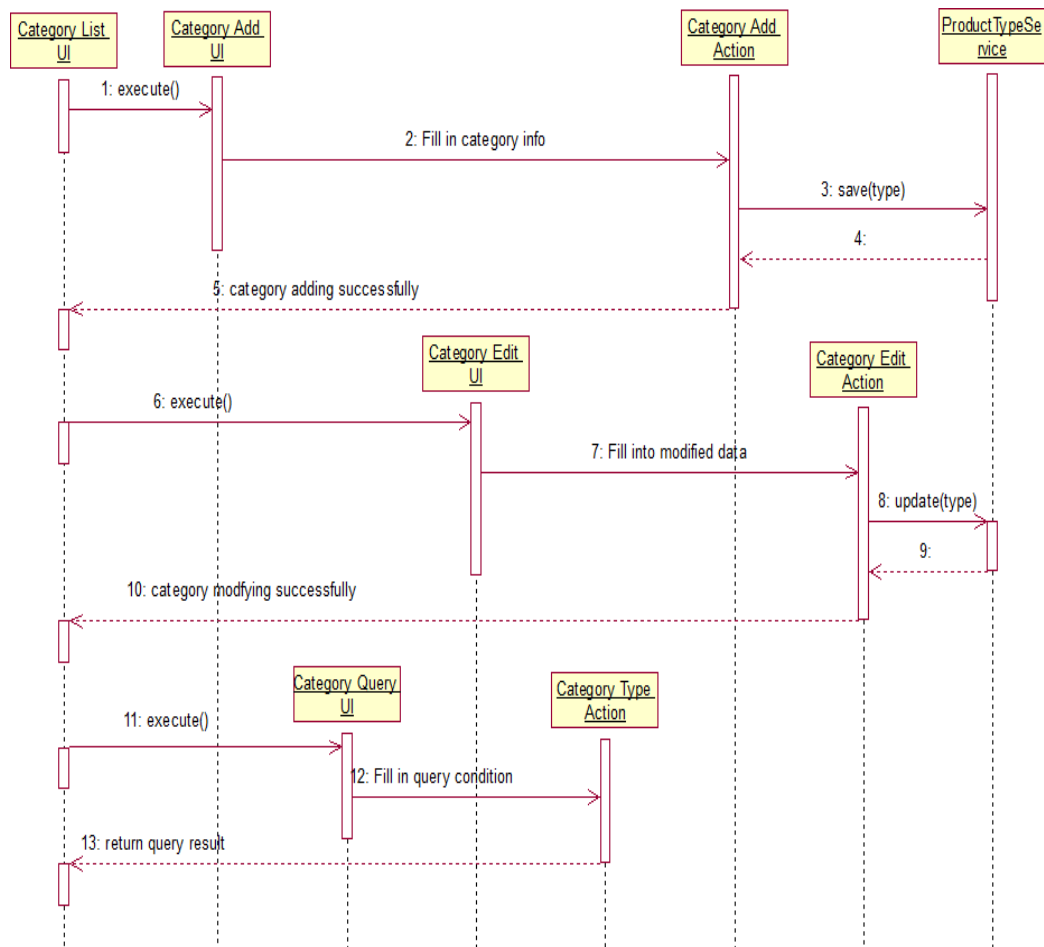 Category List
UI
Category Add
UI
Category Add
Action
ProductTypeSe
rvice
1: execute()
2: Fill in category info
3: save(type)
4:
5: category adding successfully
Category Edit
UI
Category Edit
Action
6: execute()
7: Fill into modified data
8: update(type)
9:
10: category modfying successfully
Category Query
UI
Category Type
Action
11: execute()
12: Fill in query condition
13: return query result